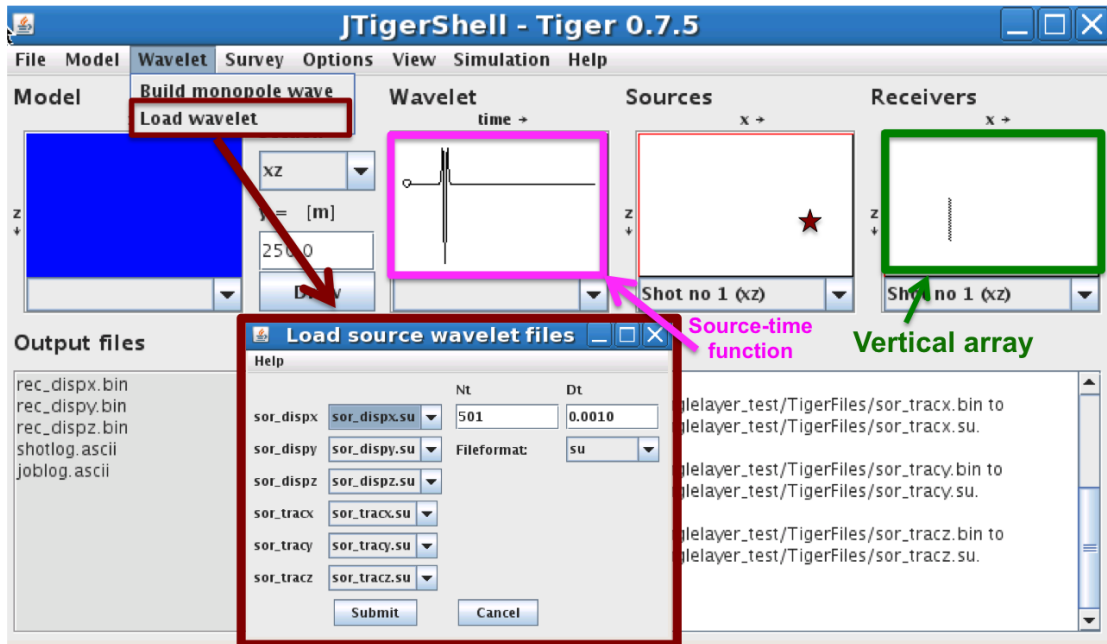 JTigerShell - Tiger 0.7.5
File Model Wavelet Survey Options View Simulation Help
Build monopole wave
Load wavelet
Model
Wavelet
Sources
Receivers
time →
x →
x →
z
z
z
xz
= [m]
250.0
Shot no 1 (xz)
Shot no 1 (xz)
Source-time
function
Vertical array
Output files
rec_dispx.bin
rec_dispy.bin
rec_dispz.bin
shotlog.ascii
joblog.ascii
Load source wavelet files
Help
Nt
Dt
sor_dispx sor_dispx.su 501 0.0010
sor_dispy sor_dispy.su Fileformat: su
sor_dispz sor_dispz.su
sor_tracx sor_tracx.su
sor_tracy sor_tracy.su
sor_tracz sor_tracz.su
Submit
Cancel
glelayer_test/TigerFiles/sor_tracx.bin to
glelayer_test/TigerFiles/sor_tracx.su.
glelayer_test/TigerFiles/sor_tracy.bin to
glelayer_test/TigerFiles/sor_tracy.su.
glelayer_test/TigerFiles/sor_tracz.bin to
glelayer_test/TigerFiles/sor_tracz.su.